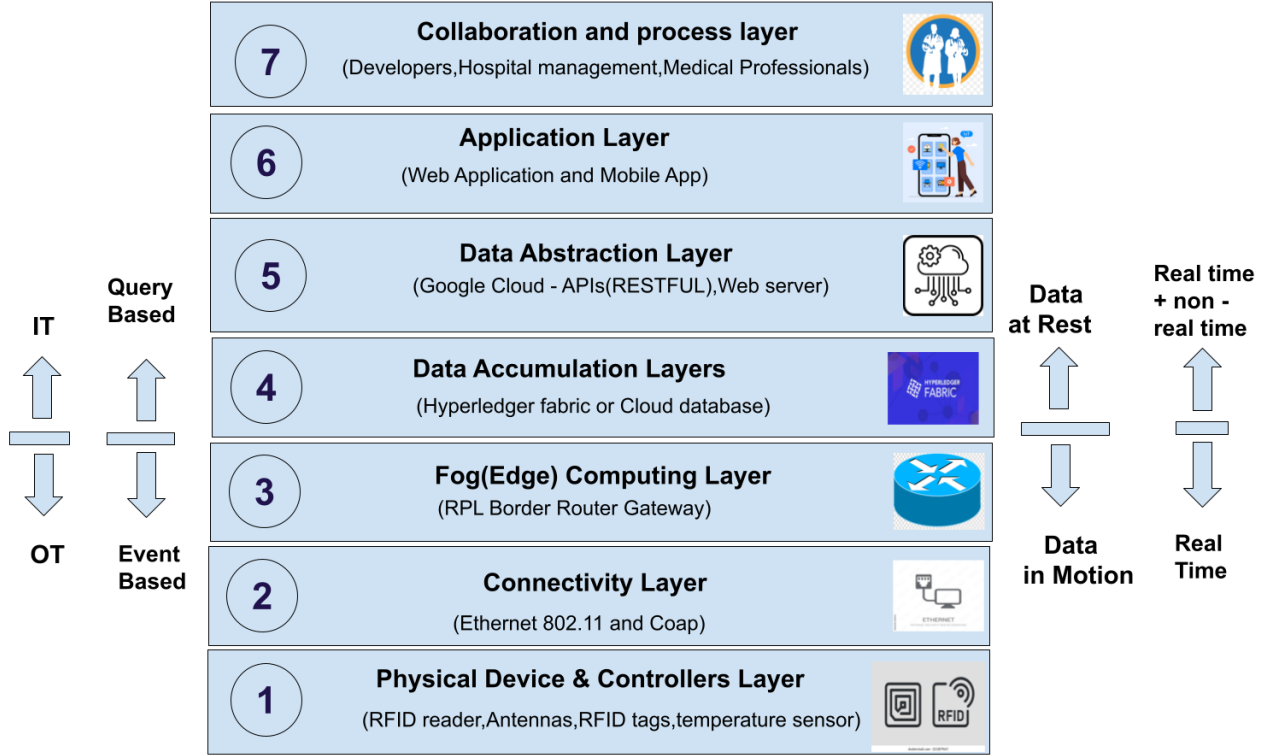 7
Collaboration and process layer
(Developers,Hospital management,Medical Professionals)
6
Application Layer
(Web Application and Mobile App)
5
Data Abstraction Layer
(Google Cloud - APIs(RESTFUL),Web server)
4
Data Accumulation Layers
(Hyperledger fabric or Cloud database)
HYPERLEDGER
FABRIC
3
Fog(Edge) Computing Layer
(RPL Border Router Gateway)
2
Connectivity Layer
(Ethernet 802.11 and Coap)
ETHERNET
1
Physical Device & Controllers Layer
(RFID reader,Antennas,RFID tags,temperature sensor)
RFID
IT
OT
Query
Based
Event
Based
Data
at Rest
Data
in Motion
Real time
+ non -
real time
Real
Time